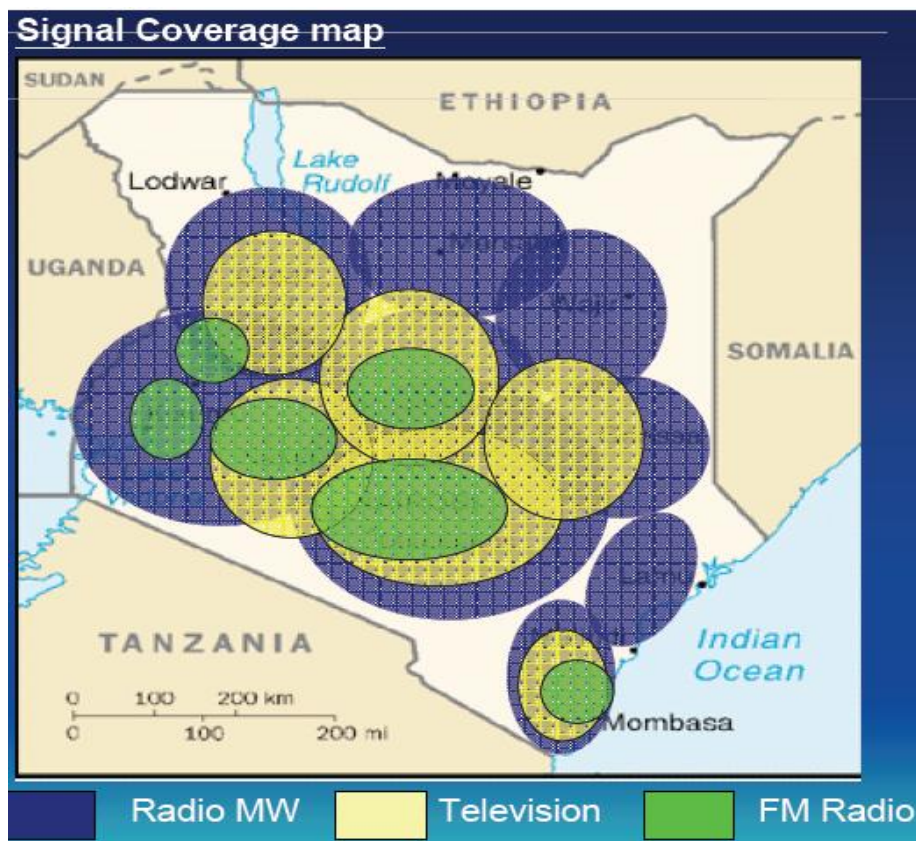 Signal Coverage map
SUDAN
ETHIOPIA
Lake
Rudolf
Lodwar
Moyale
UGANDA
SOMALIA
Lamu
TANZANIA
Indian
Ocean
0 100 200 km
0 100 200 mi
Mombasa
Radio MW Television FM Radio